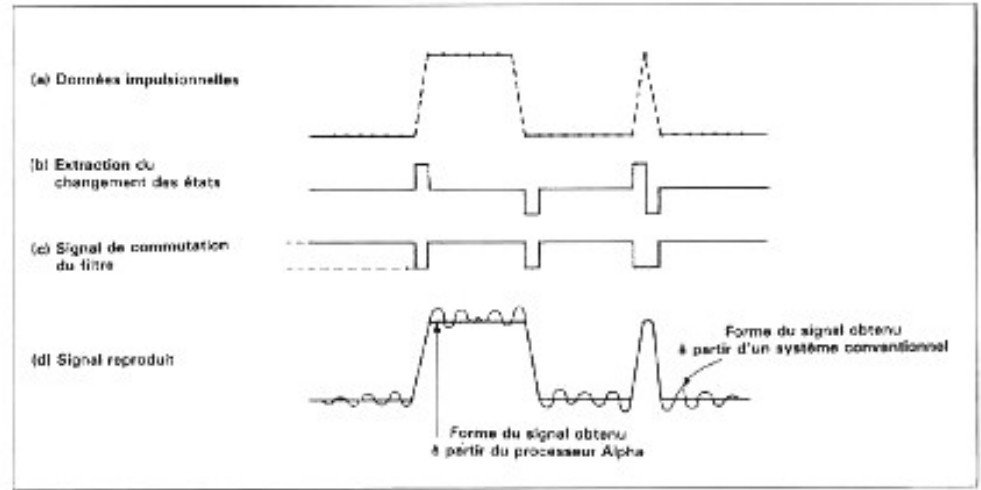 (a) Données impulsionnelles
(b) Extraction du
changement des états
(c) Signal de commutation
du filtre
(d) Signal reproduit
Forme du signal obtenu
à partir d'un système conventionnel
Forme du signal obtenu
à partir du processeur Alpha